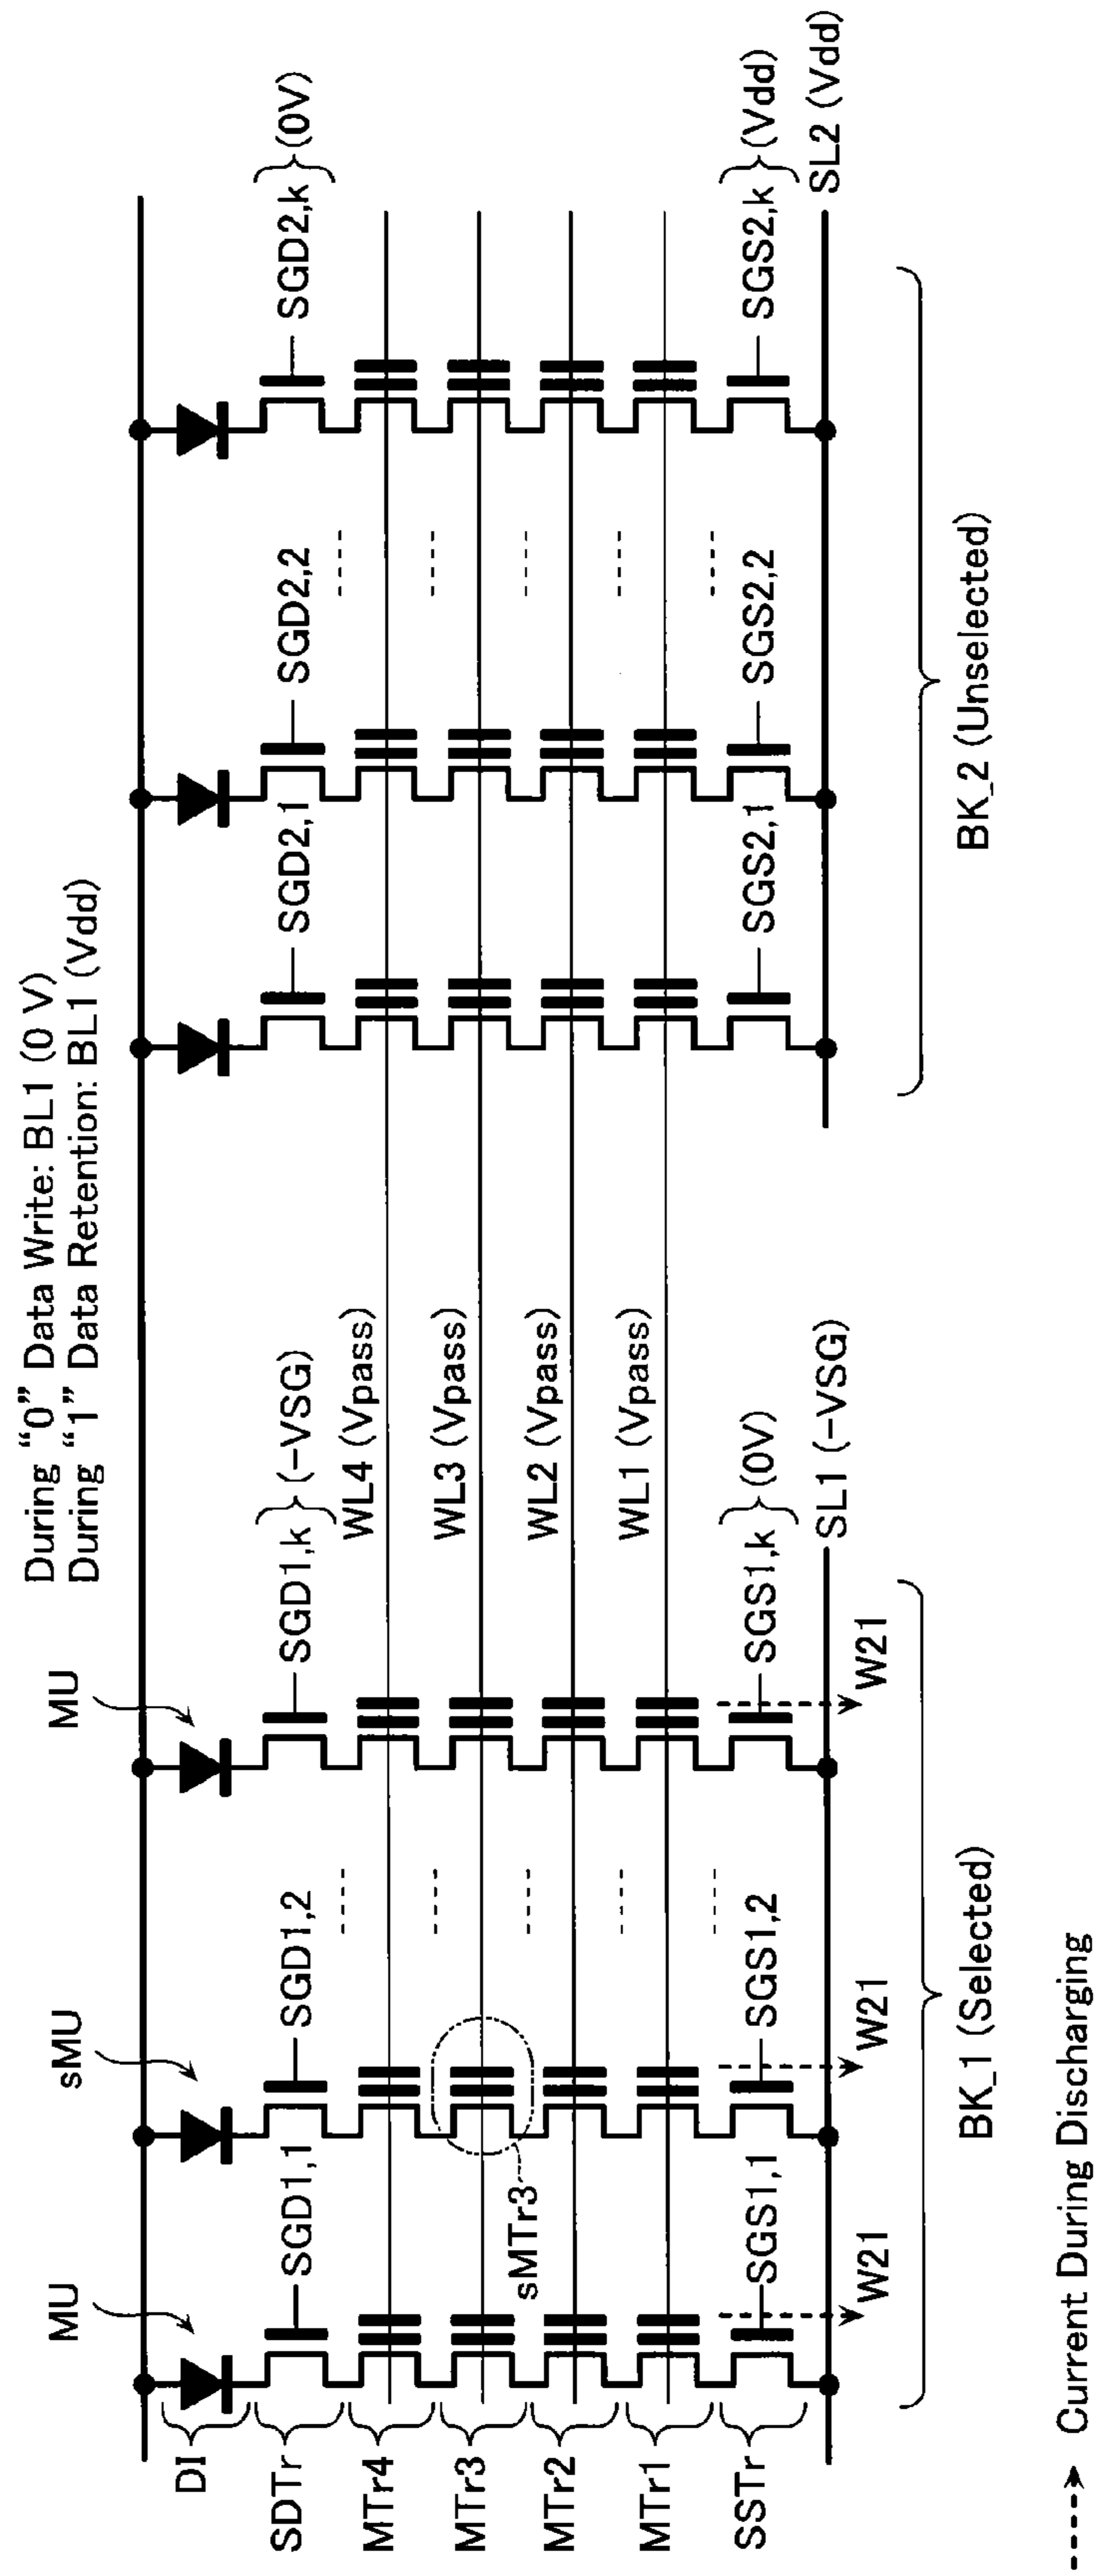 During “0” Data Write: BL1 (0 V)
During “1” Data Retention: BL1 (Vdd)
MU
sMU
MU
DI
SDTr
MTr4
MTr3
MTr2
MTr1
SSTr
SGD1,1
SGD1,2
SGD1,k
(-VSG)
SGD2,1
SGD2,2
SGD2,k
(0V)
WL4 (Vpass)
WL3 (Vpass)
WL2 (Vpass)
WL1 (Vpass)
sMTr3
SGS1,1
SGS1,2
SGS1,k
(0V)
SGS2,1
SGS2,2
SGS2,k
(Vdd)
SL1 (-VSG)
SL2 (Vdd)
W21
W21
W21
BK_1 (Selected)
BK_2 (Unselected)
Current During Discharging